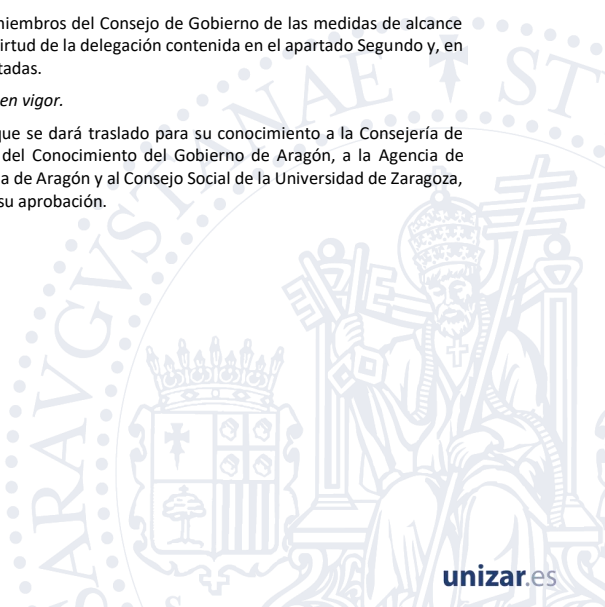 miembros del Consejo de Gobierno de las medidas de alcance
irtud de la delegación contenida en el apartado Segundo y, en
tadas.
en vigor.
que se dará traslado para su conocimiento a la Consejería de
del Conocimiento del Gobierno de Aragón, a la Agencia de
a de Aragón y al Consejo Social de la Universidad de Zaragoza,
su aprobación.
ARAVGVSTANAE ST
unizar.es